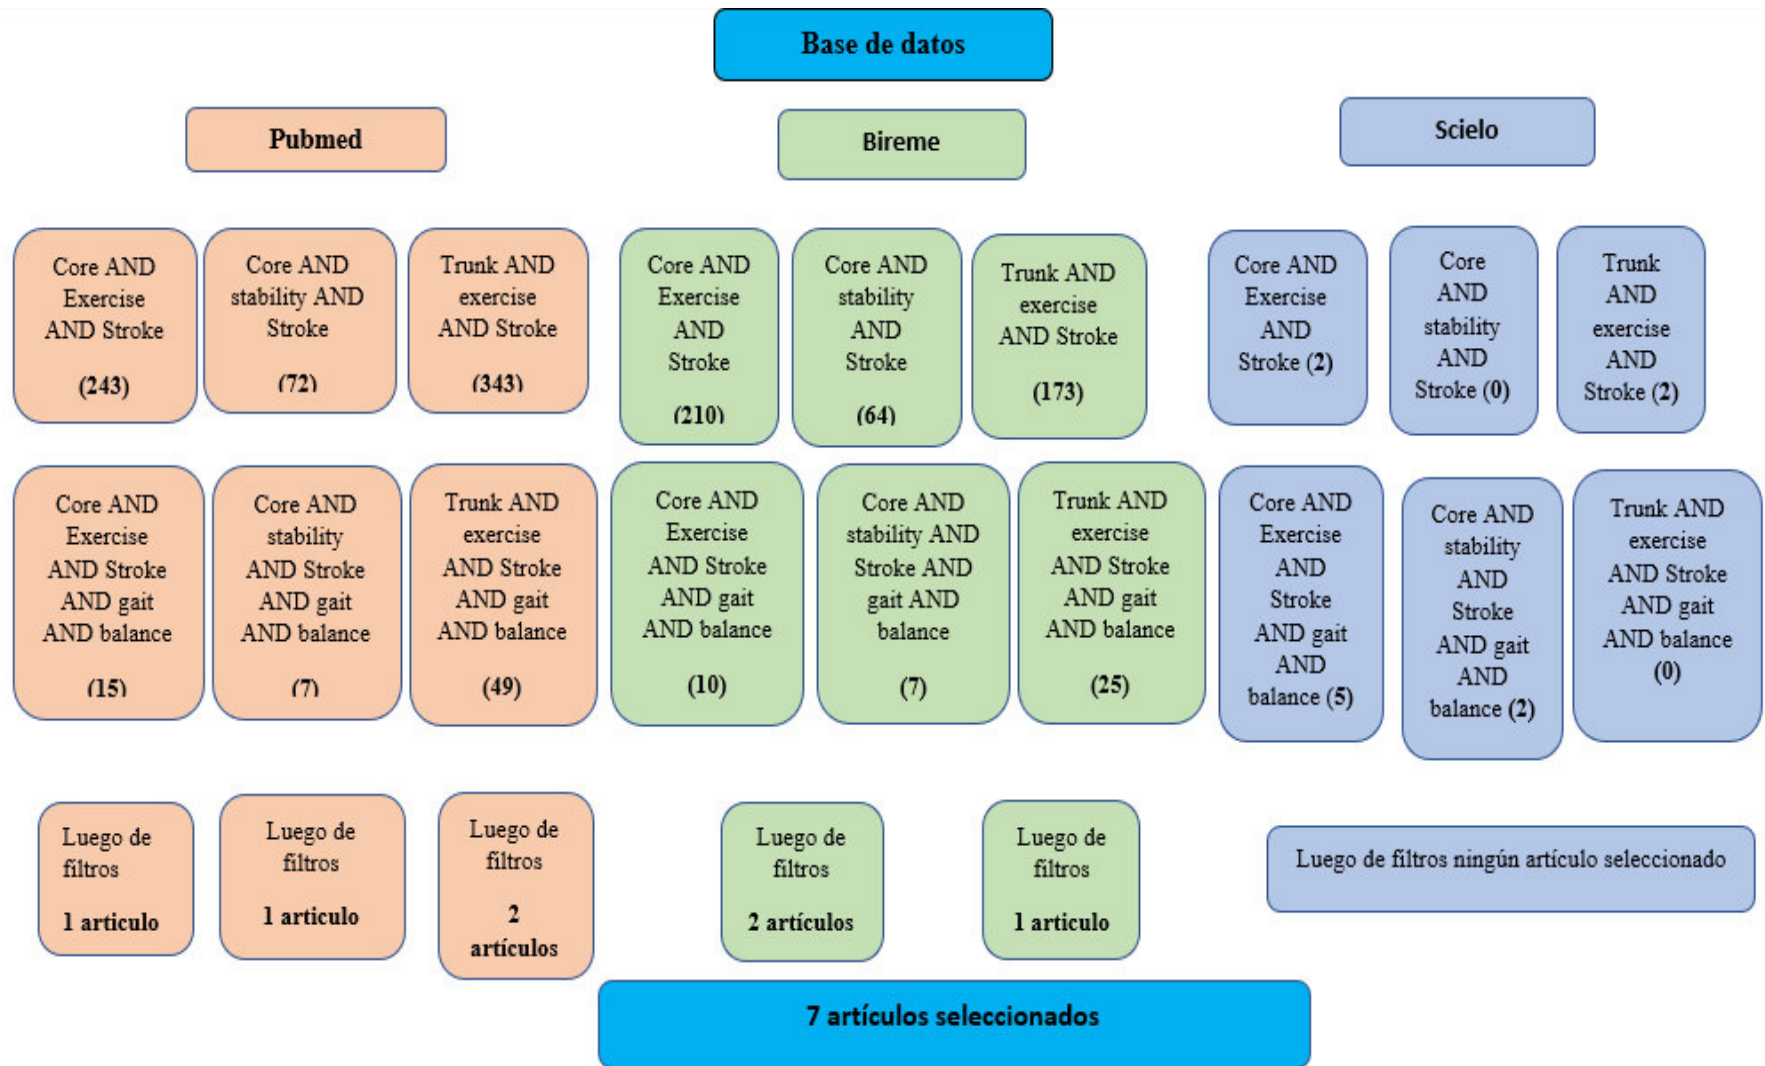 Base de datos
Pubmed
Bireme
Scielo
Core AND
Exercise
AND Stroke
(243)
Core AND
stability AND
Stroke
(72)
Trunk AND
exercise
AND Stroke
(343)
Core AND
Exercise
AND
Stroke
(210)
Core AND
stability
AND
Stroke
(64)
Trunk AND
exercise
AND Stroke
(173)
Core AND
Exercise
AND
Stroke (2)
Core
AND
stability
AND
Stroke (0)
Trunk
AND
exercise
AND
Stroke (2)
Core AND
Exercise
AND Stroke
AND gait
AND balance
(15)
Core AND
stability
AND Stroke
AND gait
AND balance
(7)
Trunk AND
exercise
AND Stroke
AND gait
AND balance
(49)
Core AND
Exercise
AND Stroke
AND gait
AND balance
(10)
Core AND
stability AND
Stroke AND
gait AND
balance
(7)
Trunk AND
exercise
AND Stroke
AND gait
AND balance
(25)
Core AND
Exercise
AND
Stroke
AND gait
AND
balance (5)
Core AND
stability
AND
Stroke
AND gait
AND
balance (2)
Trunk AND
exercise
AND Stroke
AND gait
AND balance
(0)
Luego de
filtros
1 articulo
Luego de
filtros
1 articulo
Luego de
filtros
2
artículos
Luego de
filtros
2 artículos
Luego de
filtros
1 articulo
Luego de filtros ningún artículo seleccionado
7 artículos seleccionados